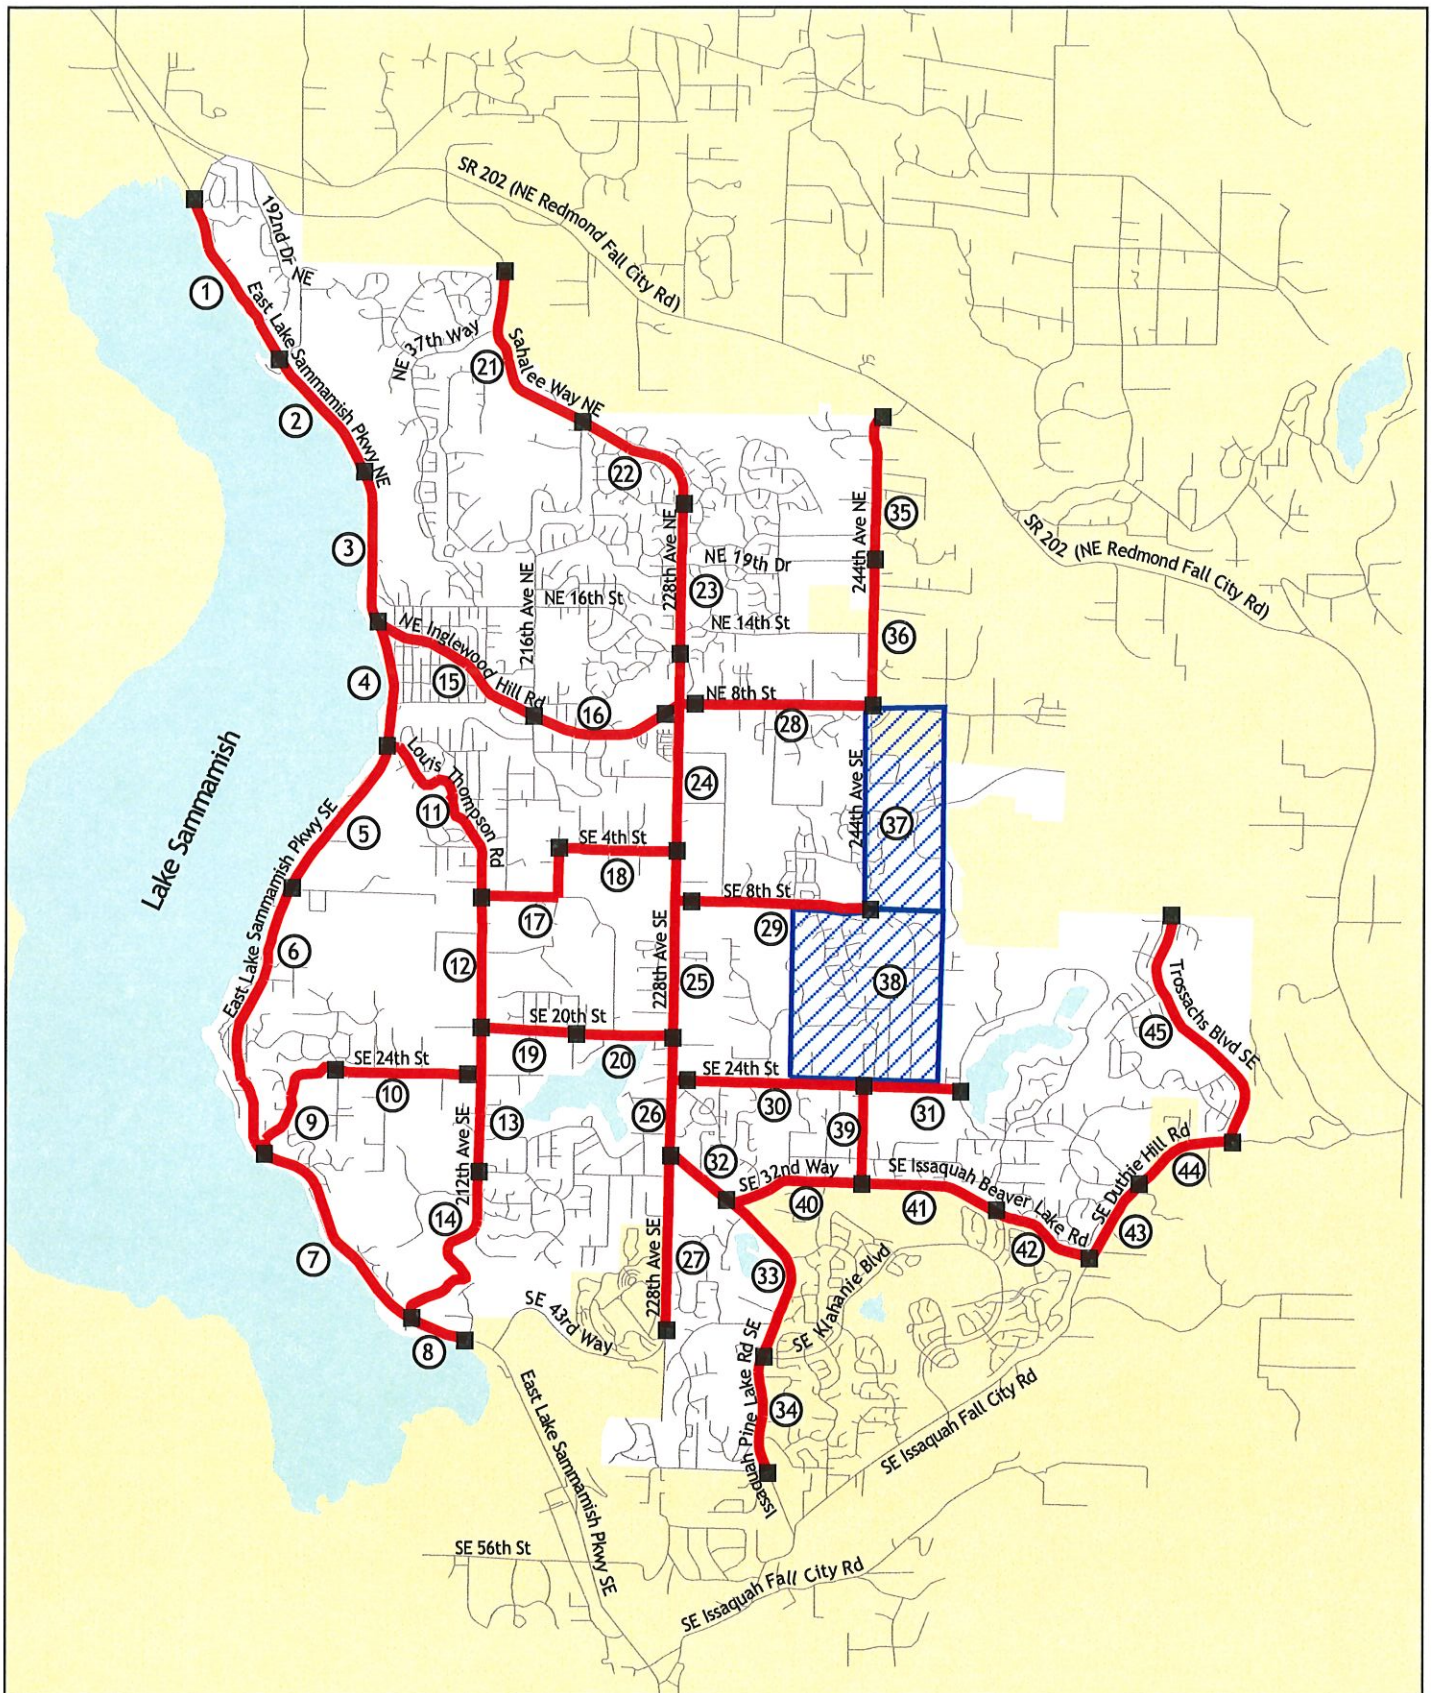 SR 202 (NE Redmond Fall City Rd)
192nd Dr NE
1
East Lake Sammamish Pkwy NE
NE 37th Way
21
Sahalee Way NE
2
22
3
228th Ave NE
NE 19th Dr
23
244th Ave NE
35
SR 202 (NE Redmond Fall City Rd)
216th Ave NE
NE 16th St
NE 14th St
36
NE Inglewood Hill Rd
4
15
16
NE 8th St
28
Lake Sammamish
Louis Thompson Rd
11
24
244th Ave SE
37
East Lake Sammamish Pkwy SE
5
SE 4th St
18
SE 8th St
17
29
East Lake Sammamish Pkwy SE
6
12
228th Ave SE
25
38
Trossachs Blvd SE
45
SE 20th St
19
20
SE 24th St
10
9
SE 24th St
30
31
26
13
39
212th Ave SE
32
SE 32nd Way
40
SE Issaquah Beaver Lake Rd
41
42
SE Duthie Hill Rd
44
43
14
7
228th Ave SE
27
33
SE Klahanie Blvd
SE 43rd Way
8
Issaquah Pine Lake Rd SE
34
SE Issaquah Fall City Rd
East Lake Sammamish Pkwy SE
SE 56th St
SE Issaquah Fall City Rd